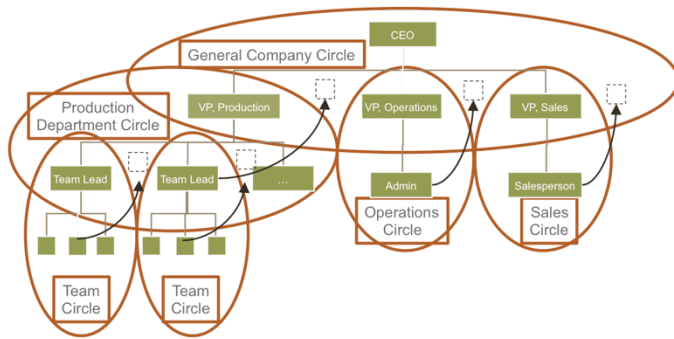 CEO
General Company Circle
VP, Production
VP, Operations
VP, Sales
Production
Department Circle
Team Lead
Team Lead
...
Admin
Salesperson
Operations
Circle
Sales
Circle
Team
Circle
Team
Circle